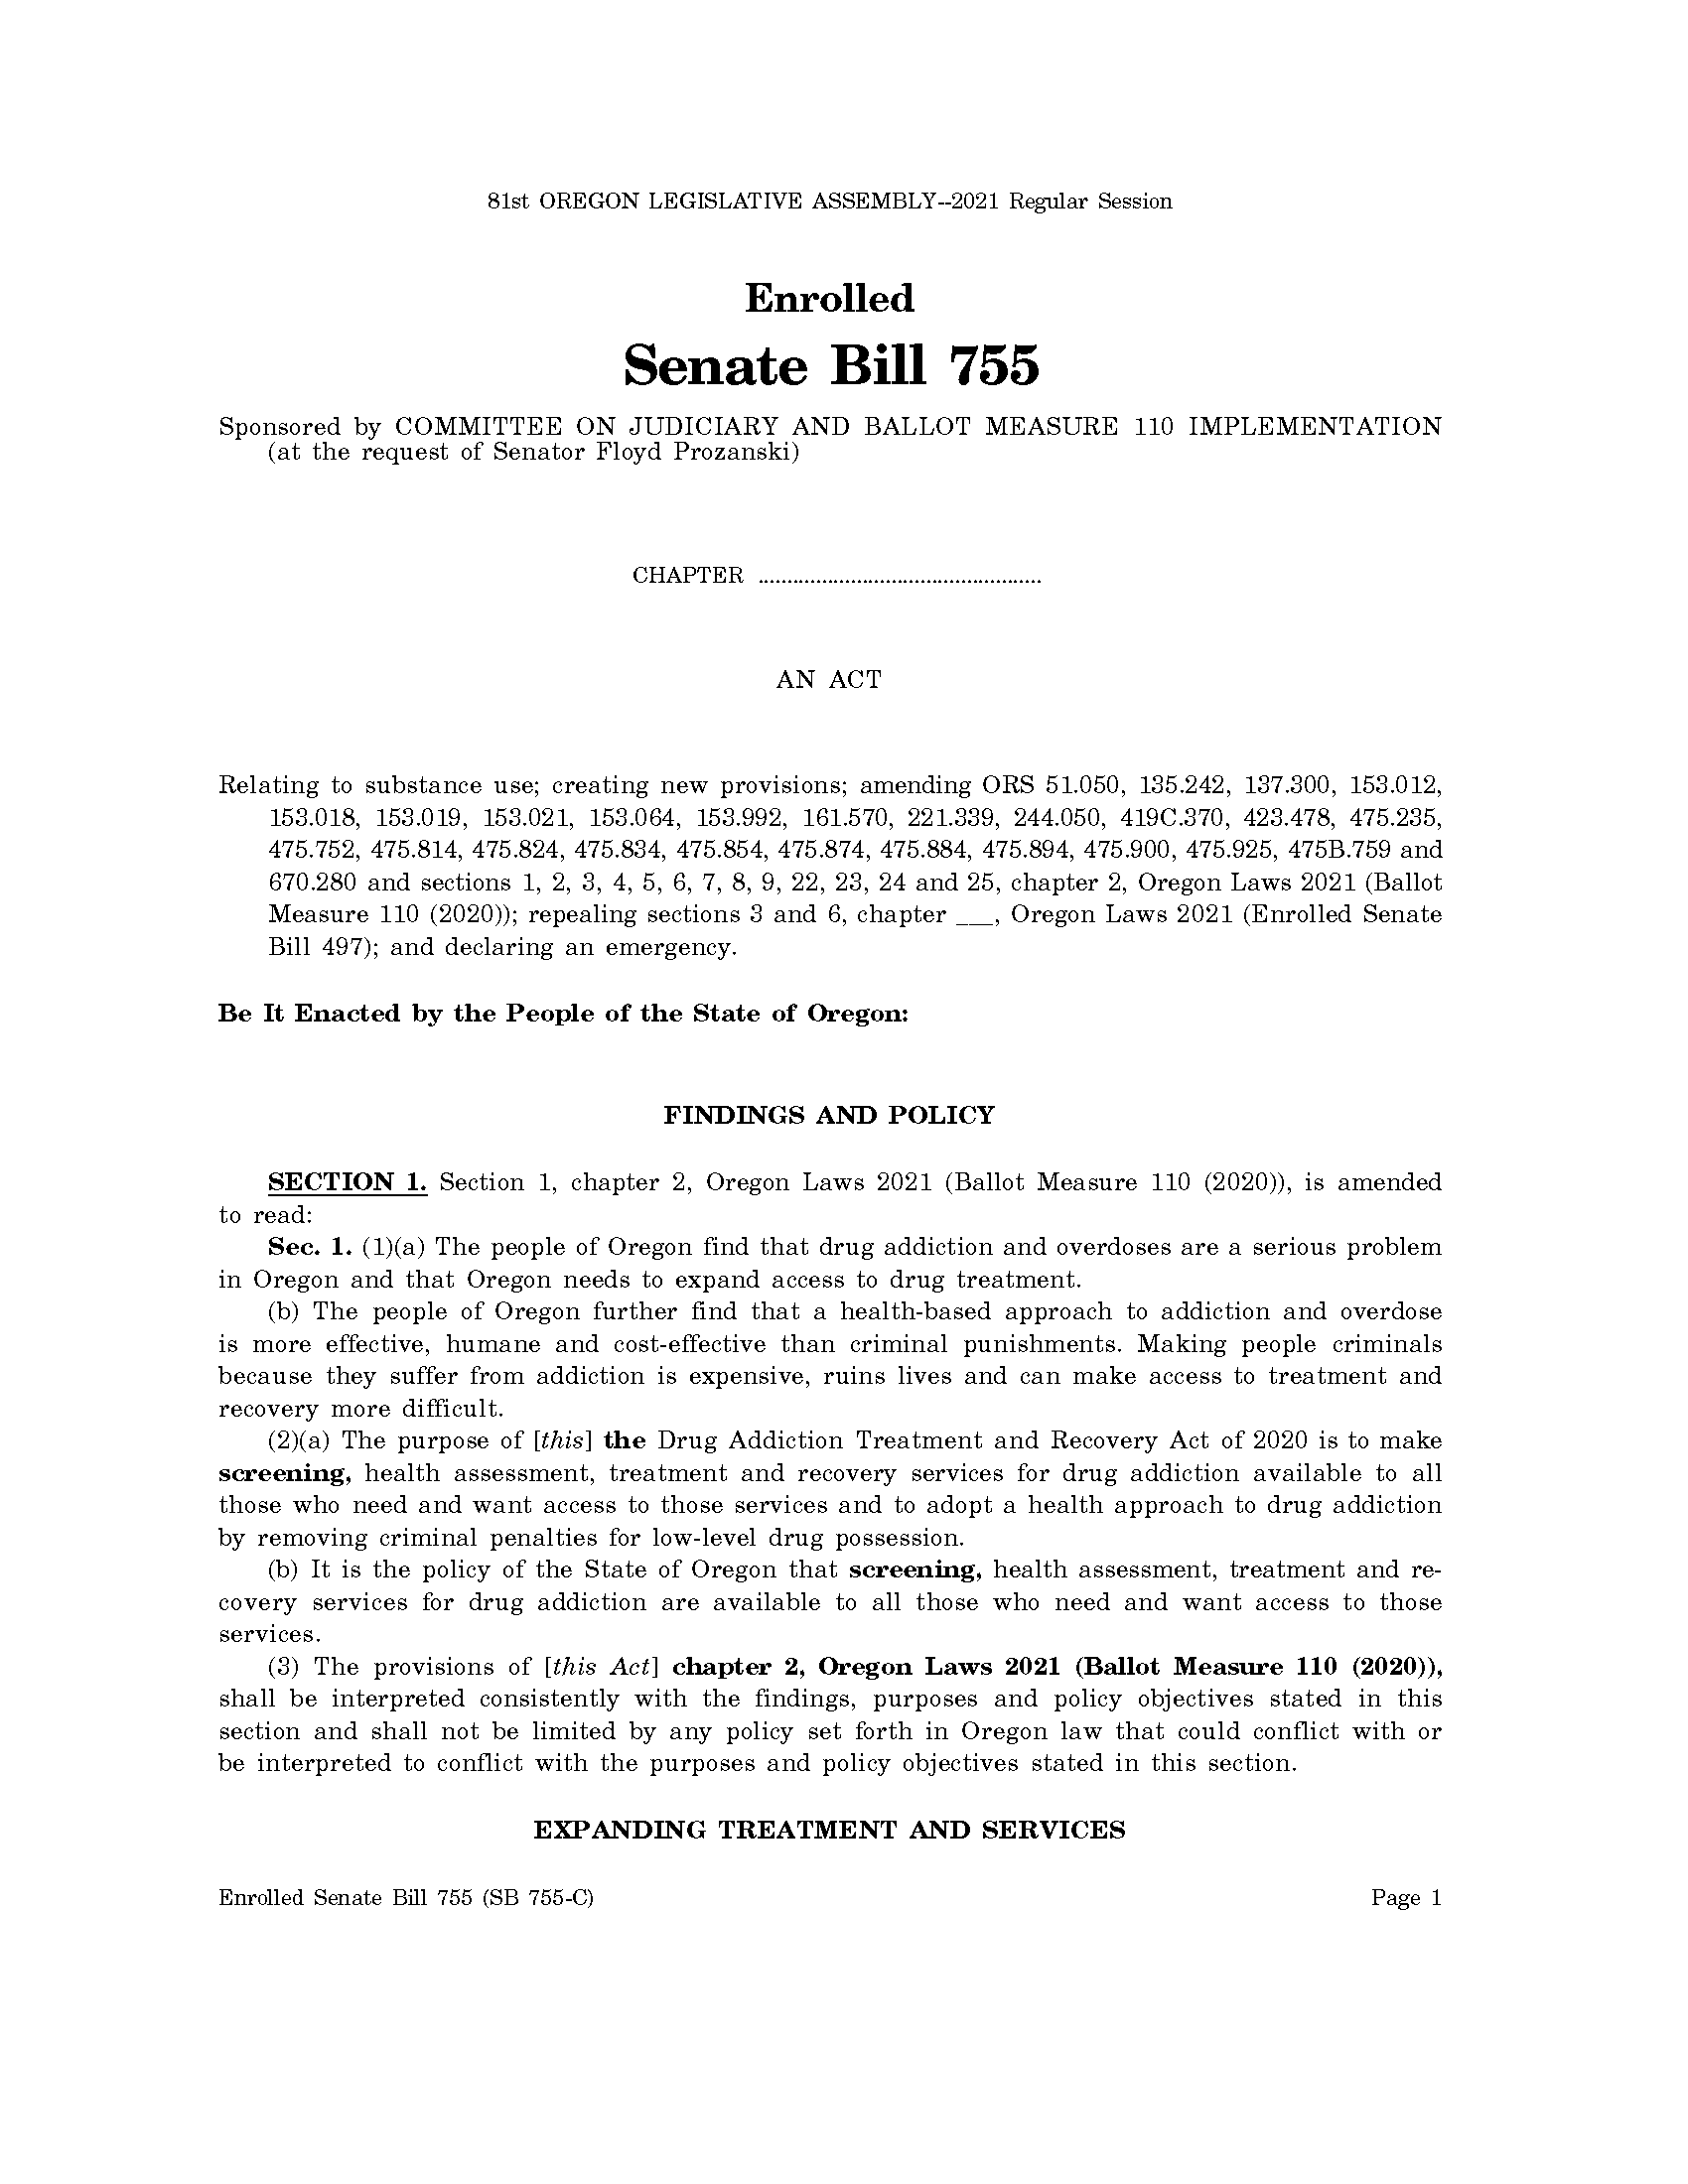 81st OREGON LEGISLATIVE ASSEMBLY--2021 Regular Session
Enrolled
Senate Bill 755
Sponsored by COMMITTEE ON JUDICIARY AND BALLOT MEASURE 110 IMPLEMENTATION
(at the request of Senator Floyd Prozanski)
CHAPTER .................................................
AN ACT
Relating to substance use; creating new provisions; amending ORS 51.050, 135.242, 137.300, 153.012,
153.018, 153.019, 153.021, 153.064, 153.992, 161.570, 221.339, 244.050, 419C.370, 423.478, 475.235,
475.752, 475.814, 475.824, 475.834, 475.854, 475.874, 475.884, 475.894, 475.900, 475.925, 475B.759 and
670.280 and sections 1, 2, 3, 4, 5, 6, 7, 8, 9, 22, 23, 24 and 25, chapter 2, Oregon Laws 2021 (Ballot
Measure 110 (2020)); repealing sections 3 and 6, chapter ___, Oregon Laws 2021 (Enrolled Senate
Bill 497); and declaring an emergency.
Be It Enacted by the People of the State of Oregon:
FINDINGS AND POLICY
SECTION 1. Section 1, chapter 2, Oregon Laws 2021 (Ballot Measure 110 (2020)), is amended
to read:
Sec. 1. (1)(a) The people of Oregon find that drug addiction and overdoses are a serious problem
in Oregon and that Oregon needs to expand access to drug treatment.
(b) The people of Oregon further find that a health-based approach to addiction and overdose
is more effective, humane and cost-effective than criminal punishments. Making people criminals
because they suffer from addiction is expensive, ruins lives and can make access to treatment and
recovery more difficult.
(2)(a) The purpose of [this] the Drug Addiction Treatment and Recovery Act of 2020 is to make
screening, health assessment, treatment and recovery services for drug addiction available to all
those who need and want access to those services and to adopt a health approach to drug addiction
by removing criminal penalties for low-level drug possession.
(b) It is the policy of the State of Oregon that screening, health assessment, treatment and re-
covery services for drug addiction are available to all those who need and want access to those
services.
(3) The provisions of [this Act] chapter 2, Oregon Laws 2021 (Ballot Measure 110 (2020)),
shall be interpreted consistently with the findings, purposes and policy objectives stated in this
section and shall not be limited by any policy set forth in Oregon law that could conflict with or
be interpreted to conflict with the purposes and policy objectives stated in this section.
EXPANDING TREATMENT AND SERVICES
Enrolled Senate Bill 755 (SB 755-C) Page 1